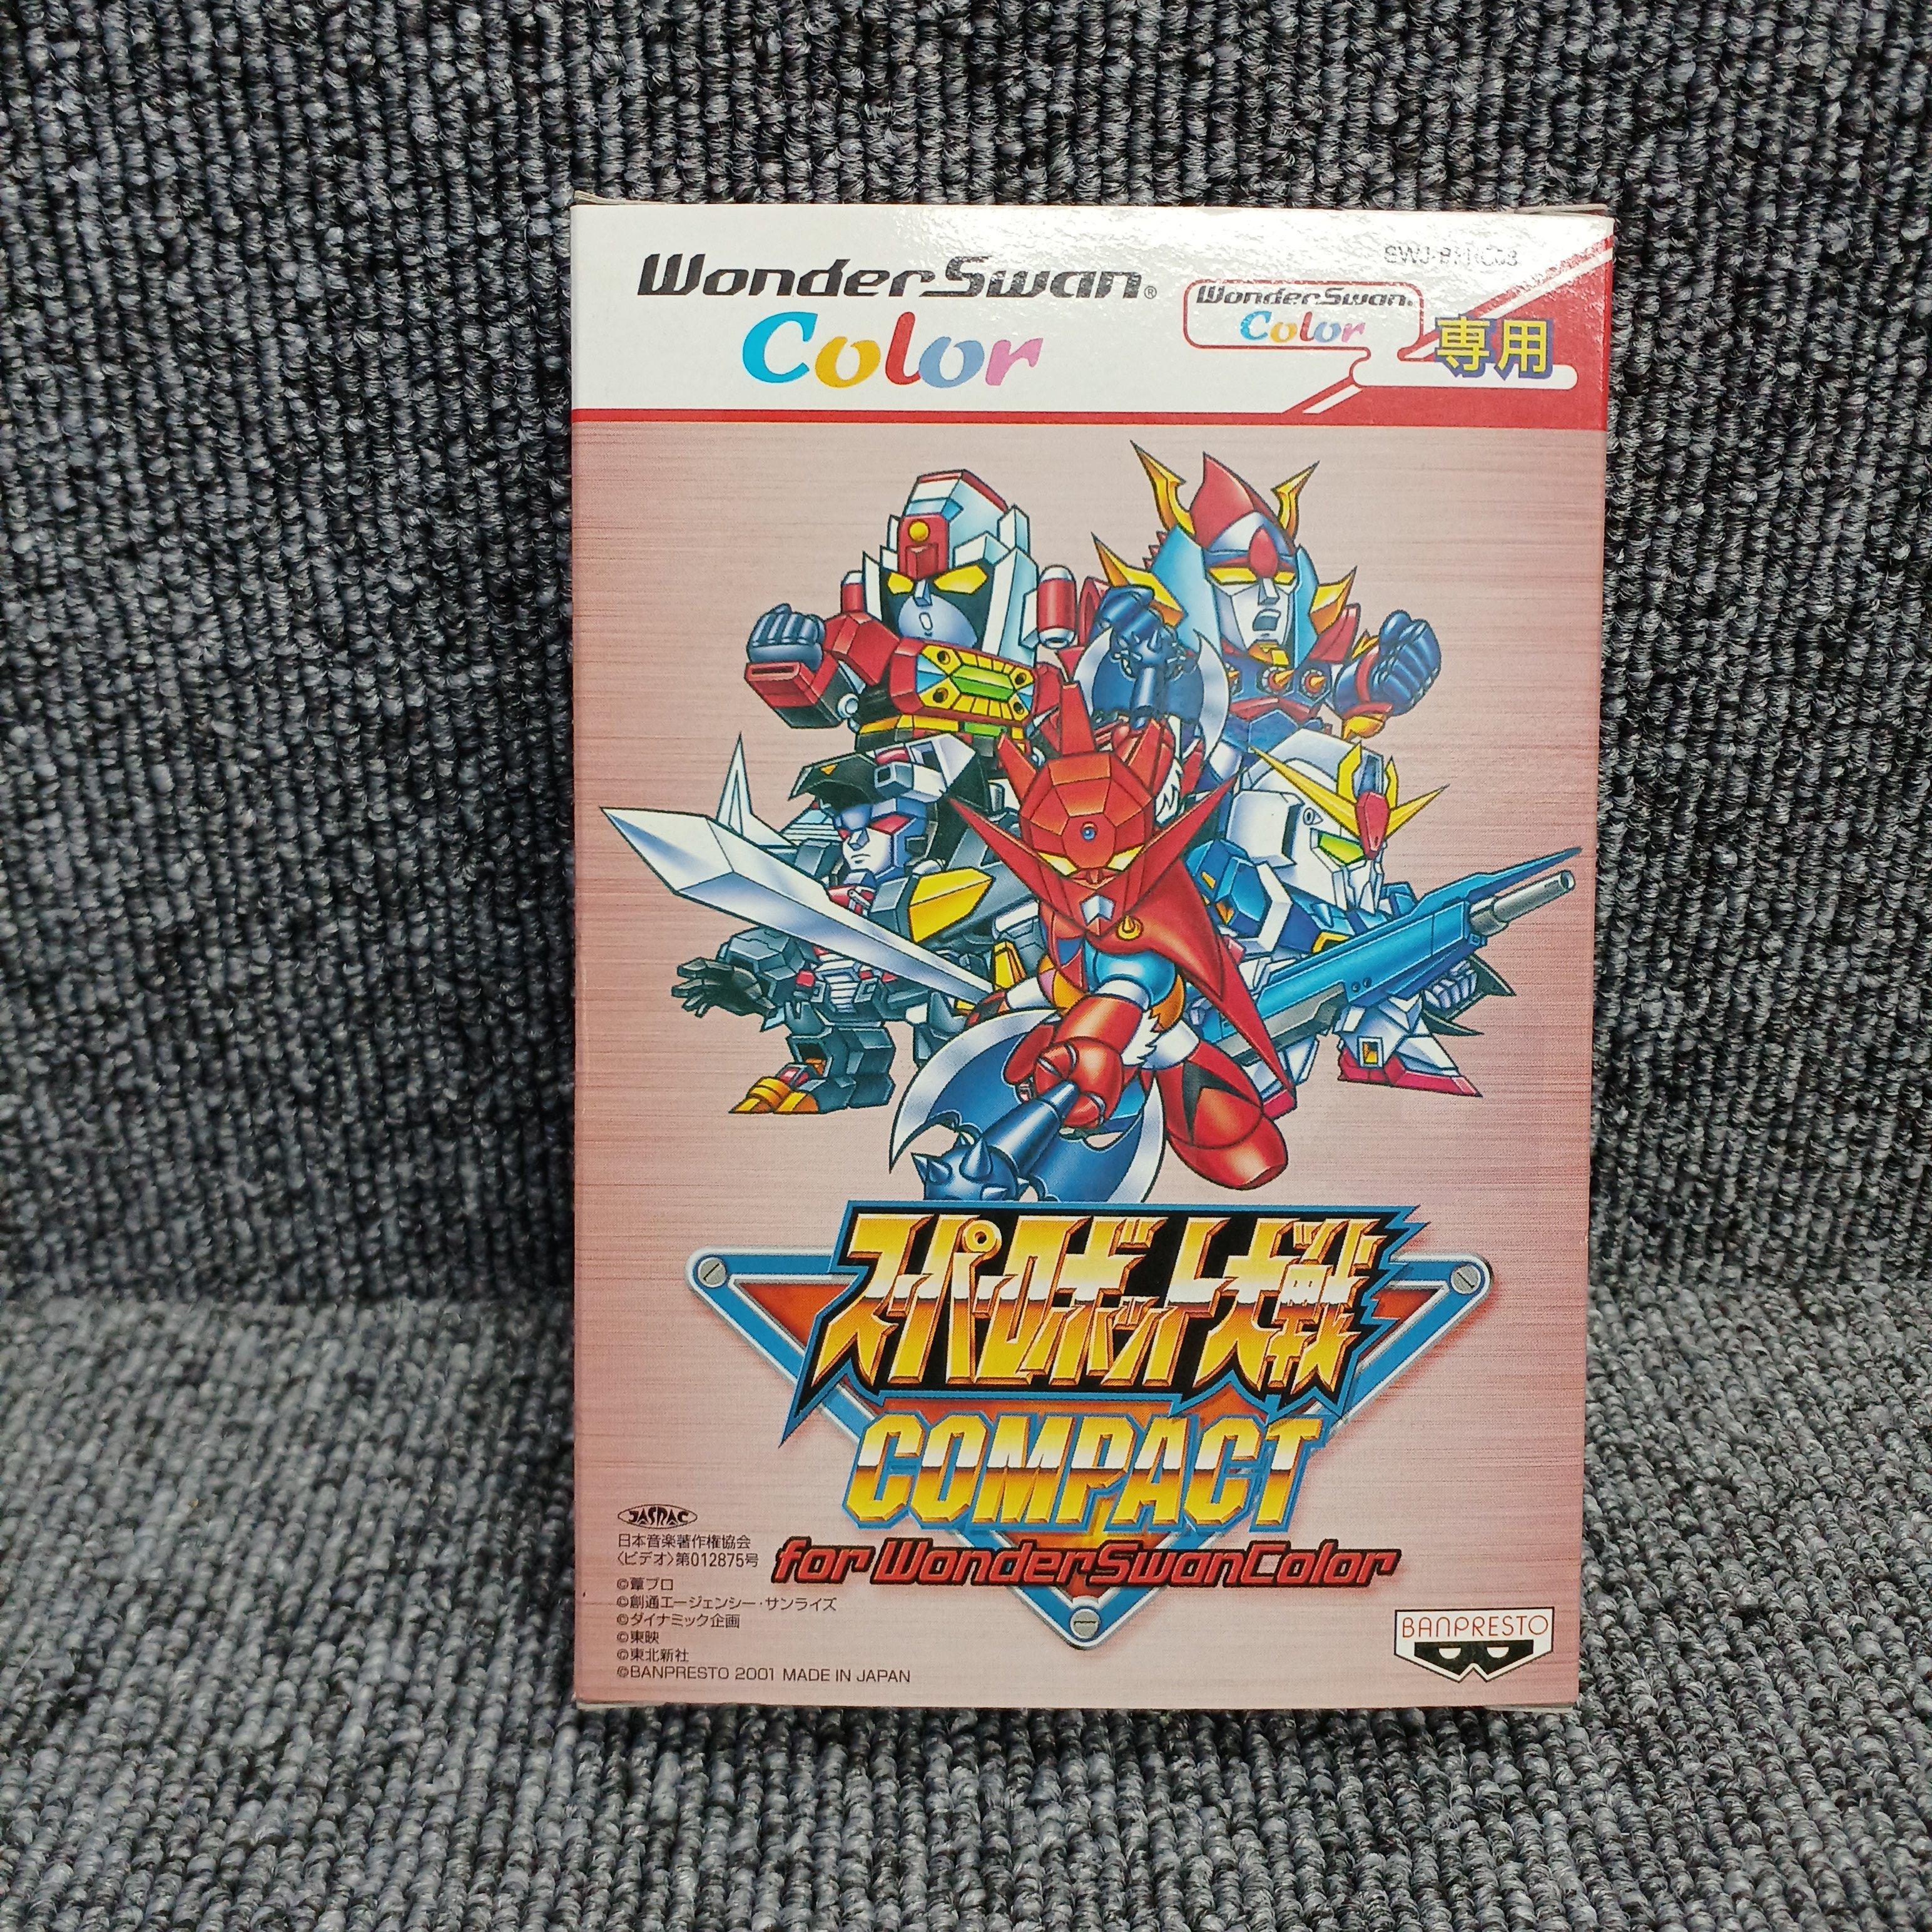 WonderSwan®
Color
WonderSwan®
Color
専用
スーパーロボット大戦
COMPACT
for WonderSwanColor
JASRAC
日本音楽著作権協会
〈ビデオ〉第012875号
©葦プロ
©創通エージェンシー・サンライズ
©ダイナミック企画
©東映
©東北新社
©BANPRESTO 2001 MADE IN JAPAN
BANPRESTO